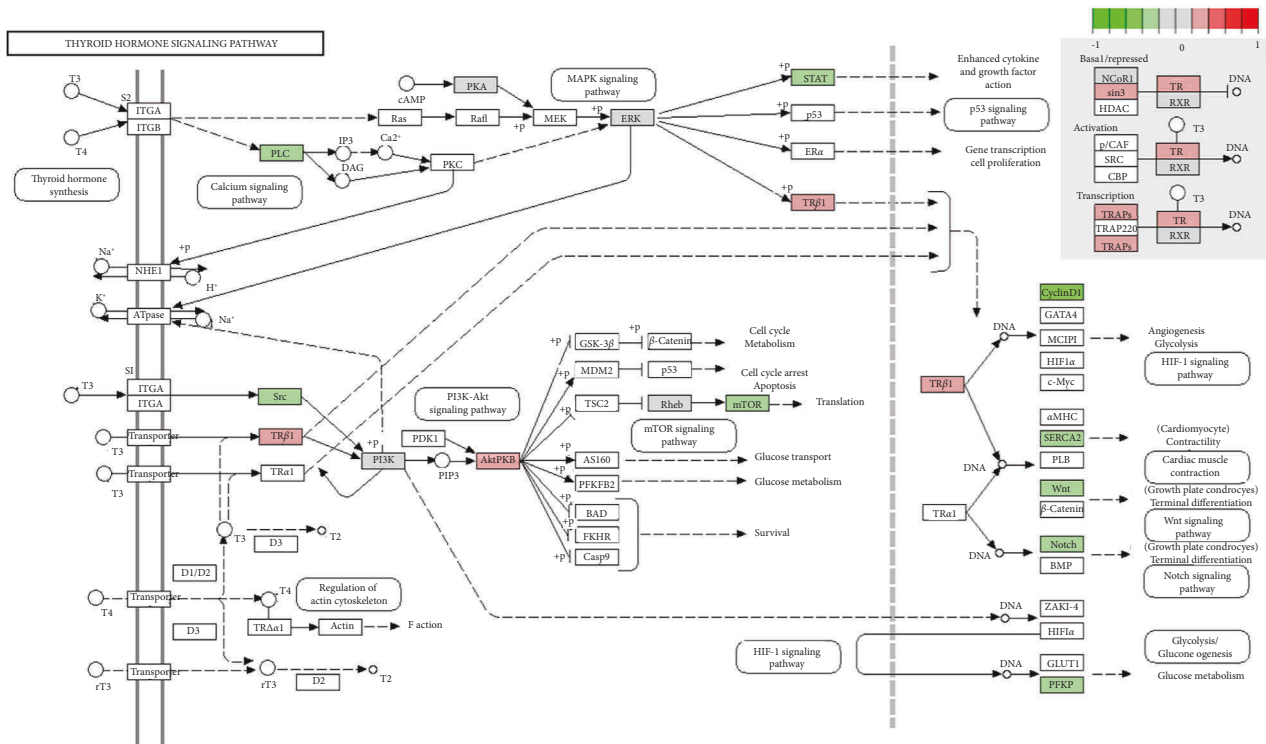 THYROID HORMONE SIGNALING PATHWAY
-1
0
1
Basa1/repressed
NCoR1
sin3
HDAC
TR
RXR
DNA
Activation
p/CAF
SRC
CBP
T3
TR
RXR
DNA
Transcription
TRAPs
TRAP220
TRAPs
T3
TR
RXR
DNA
T3
T4
S2
ITGA
ITGB
Thyroid hormone
synthesis
PLC
IP3
Ca2+
DAG
PKC
Calcium signaling
pathway
cAMP
PKA
Ras
Rafl
+p
MEK
+p
ERK
MAPK signaling
pathway
+p
STAT
Enhanced cytokine
and growth factor
action
p53
p53 signaling
pathway
ERα
Gene transcription
cell proliferation
+p
TRβ1
Na+
+p
NHE1
H+
K+
ATpase
Na+
SI
T3
ITGA
ITGA
Src
Transporter
T3
TRβ1
Transporter
T3
TRα1
+p
PI3K
PIP3
PDK1
PI3K-Akt
signaling pathway
AktPKB
+p
GSK-3β
+p
β-Catenin
Cell cycle
Metabolism
+p
MDM2
p53
Cell cycle arrest
Apoptosis
+p
TSC2
Rheb
mTOR
Translation
mTOR signaling
pathway
+p
AS160
Glucose transport
+p
PFKFB2
Glucose metabolism
+p
BAD
+p
FKHR
+p
Casp9
Survival
T3
D3
T2
D1/D2
D3
Transporter
T4
T4
Regulation of
actin cytoskeleton
TRΔα1
Actin
F action
Transporter
rT3
rT3
D2
T2
TRβ1
TRα1
DNA
CyclinD1
GATA4
MCIPI
HIF1α
c-Myc
Angiogenesis
Glycolysis
HIF-1 signaling
pathway
DNA
αMHC
SERCA2
PLB
(Cardiomyocyte)
Contractility
Cardiac muscle
contraction
Wnt
β-Catenin
(Growth plate condrocyes)
Terminal differentiation
Wnt signaling
pathway
DNA
Notch
BMP
(Growth plate condrocyes)
Terminal differentiation
Notch signaling
pathway
DNA
ZAKI-4
HIFIα
HIF-1 signaling
pathway
DNA
GLUT1
PFKP
Glycolysis/
Glucone ogenesis
Glucose metabolism